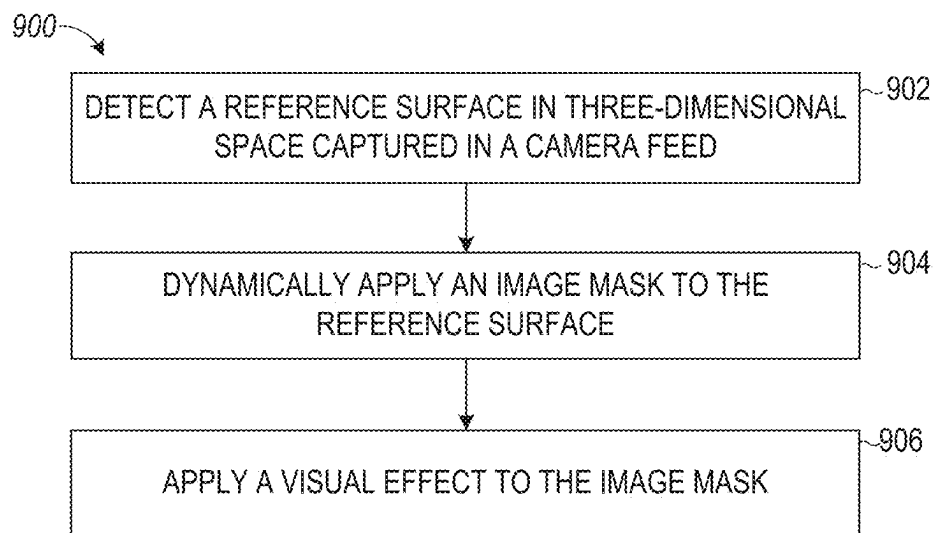 900
DETECT A REFERENCE SURFACE IN THREE-DIMENSIONAL
SPACE CAPTURED IN A CAMERA FEED
902
DYNAMICALLY APPLY AN IMAGE MASK TO THE
REFERENCE SURFACE
904
APPLY A VISUAL EFFECT TO THE IMAGE MASK
906